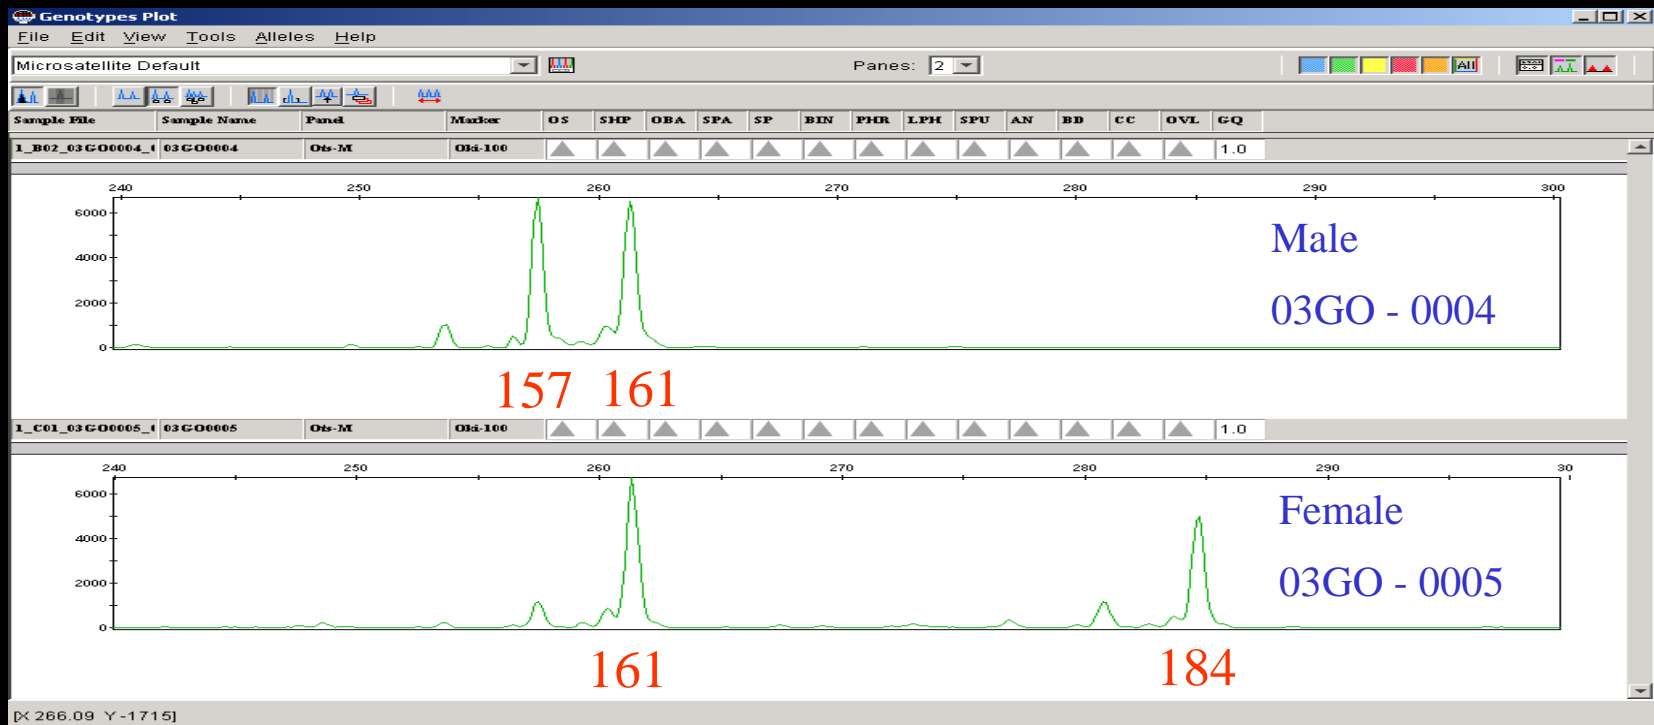 Genotypes Plot
File Edit View Tools Alleles Help
Microsatellite Default Panes: 2 All
Sample File Sample Name Panel Marker OS SHP OBA SPA SP BIN PHR LPH SPU AN BD CC OVL GQ
1_B02_03GO0004_( 03GO0004 Ots-M Oki-100 1.0
240 250 260 270 280 290 300
6000
4000
2000
0
Male
03GO - 0004
157 161
1_C01_03GO0005_( 03GO0005 Ots-M Oki-100 1.0
240 250 260 270 280 290 30
6000
4000
2000
0
Female
03GO - 0005
161 184
[X 266.09 Y -1715]